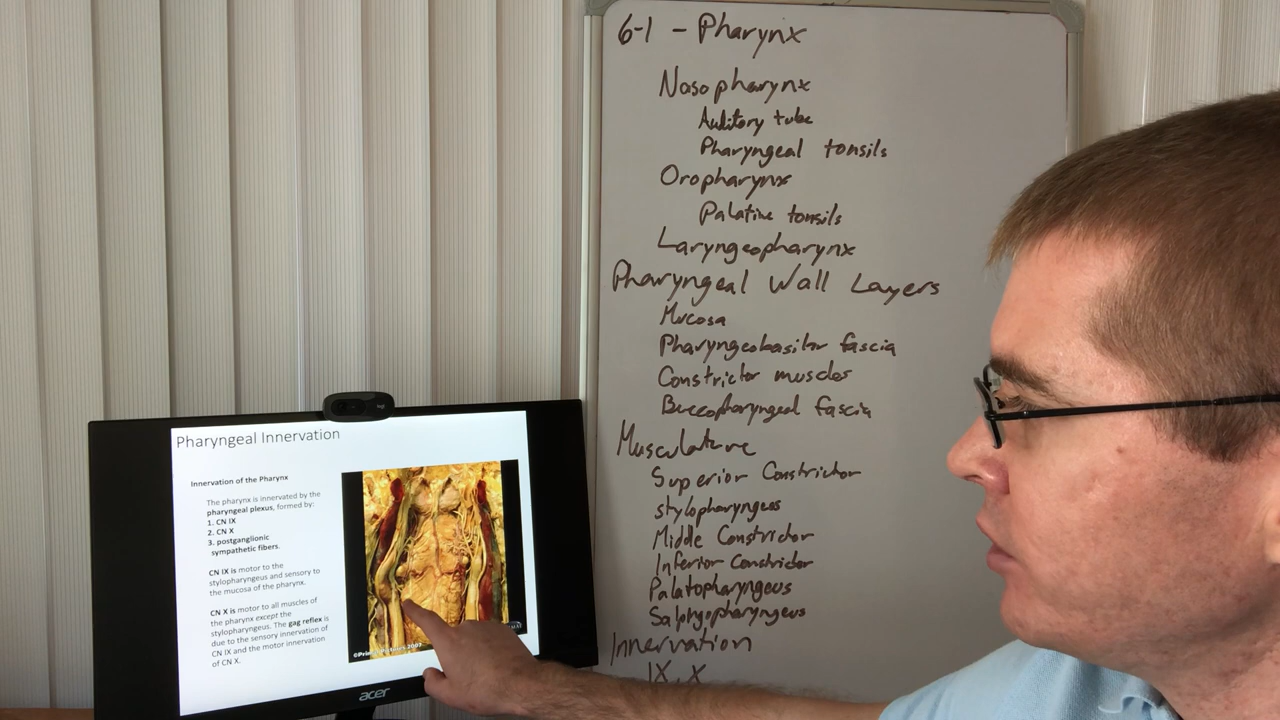 6-1 - Pharynx
Nasopharynx
Auditory tube
Pharyngeal tonsils
Oropharynx
Palatine tonsils
Laryngeopharynx
Pharyngeal Wall Layers
Mucosa
Pharyngeobasilar fascia
Constrictor muscles
Buccopharyngeal fascia
Musculature
Superior Constrictor
Stylopharyngeus
Middle Constrictor
Inferior Constrictor
Palatopharyngeus
Salpingopharyngeus
Innervation
IX, X
Pharyngeal Innervation
Innervation of the Pharynx
The pharynx is innervated by the
pharyngeal plexus, formed by:
1. CN IX
2. CN X
3. postganglionic
sympathetic fibers.
CN IX is motor to the
stylopharyngeus and sensory to
the mucosa of the pharynx.
CN X is motor to all muscles of
the pharynx except the
stylopharyngeus. The gag reflex is
due to the sensory innervation of
CN IX and the motor innervation
of CN X.
acer